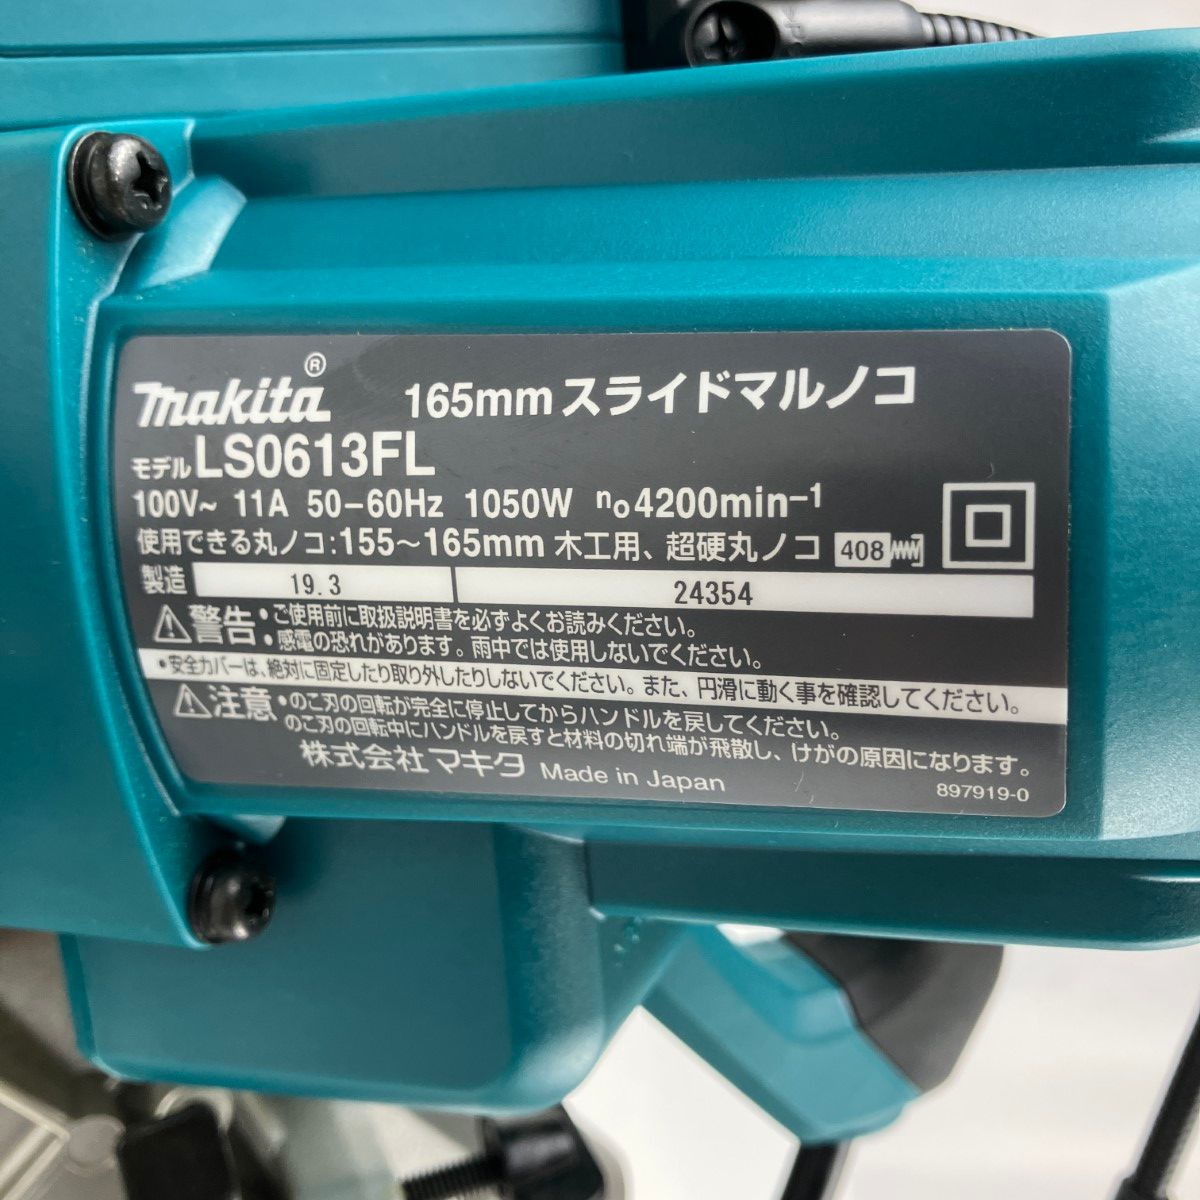 makita® 165mm スライドマルノコ
モデル LS0613FL
100V~ 11A 50-60Hz 1050W no4200min-1
使用できる丸ノコ:155~165mm 木工用、超硬丸ノコ 408
製造 19.3 24354
⚠警告 •ご使用前に取扱説明書を必ずよくお読みください。
•感電の恐れがあります。雨中では使用しないでください。
•安全カバーは、絶対に固定したり取り外したりしないでください。また、円滑に動く事を確認してください。
⚠注意 •のこ刃の回転が完全に停止してからハンドルを戻してください。
のこ刃の回転中にハンドルを戻すと材料の切れ端が飛散し、けがの原因になります。
株式会社 マキタ Made in Japan
897919-0